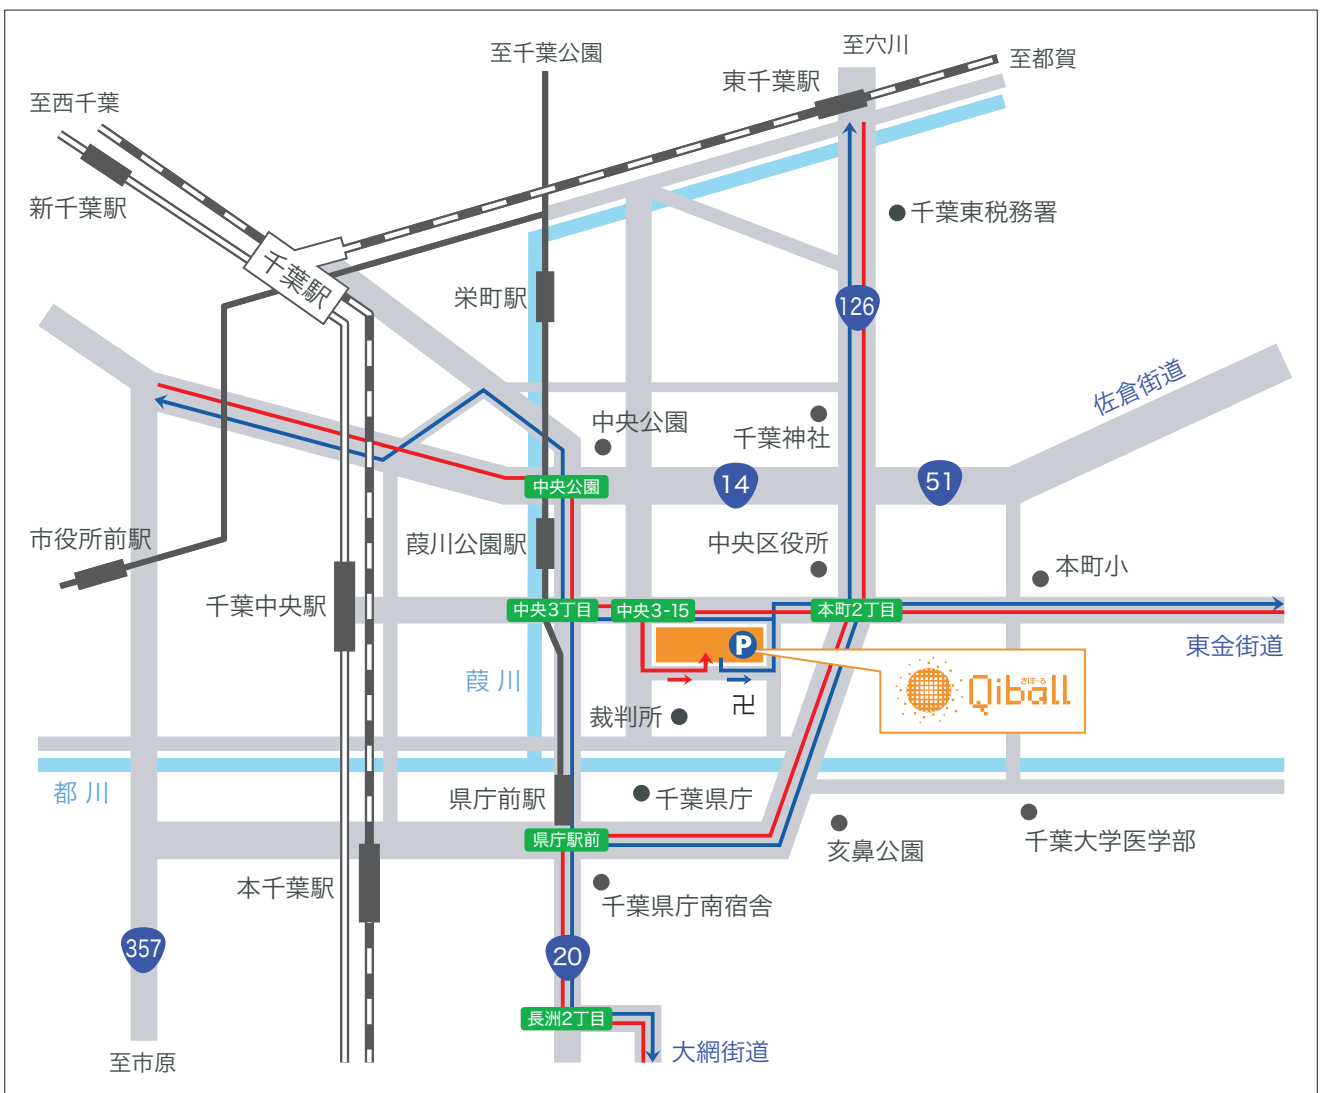 至穴川
至千葉公園
至都賀
東千葉駅
至西千葉
新千葉駅
千葉東税務署
千葉駅
栄町駅
126
佐倉街道
中央公園
千葉神社
中央公園
14
51
市役所前駅
葭川公園駅
中央区役所
本町小
千葉中央駅
中央3丁目
中央3-15
本町2丁目
東金街道
P
葭川
きぼーる
Qiball
卍
裁判所
都川
県庁前駅
千葉県庁
県庁駅前
亥鼻公園
千葉大学医学部
本千葉駅
千葉県庁南宿舎
357
20
長洲2丁目
大網街道
至市原